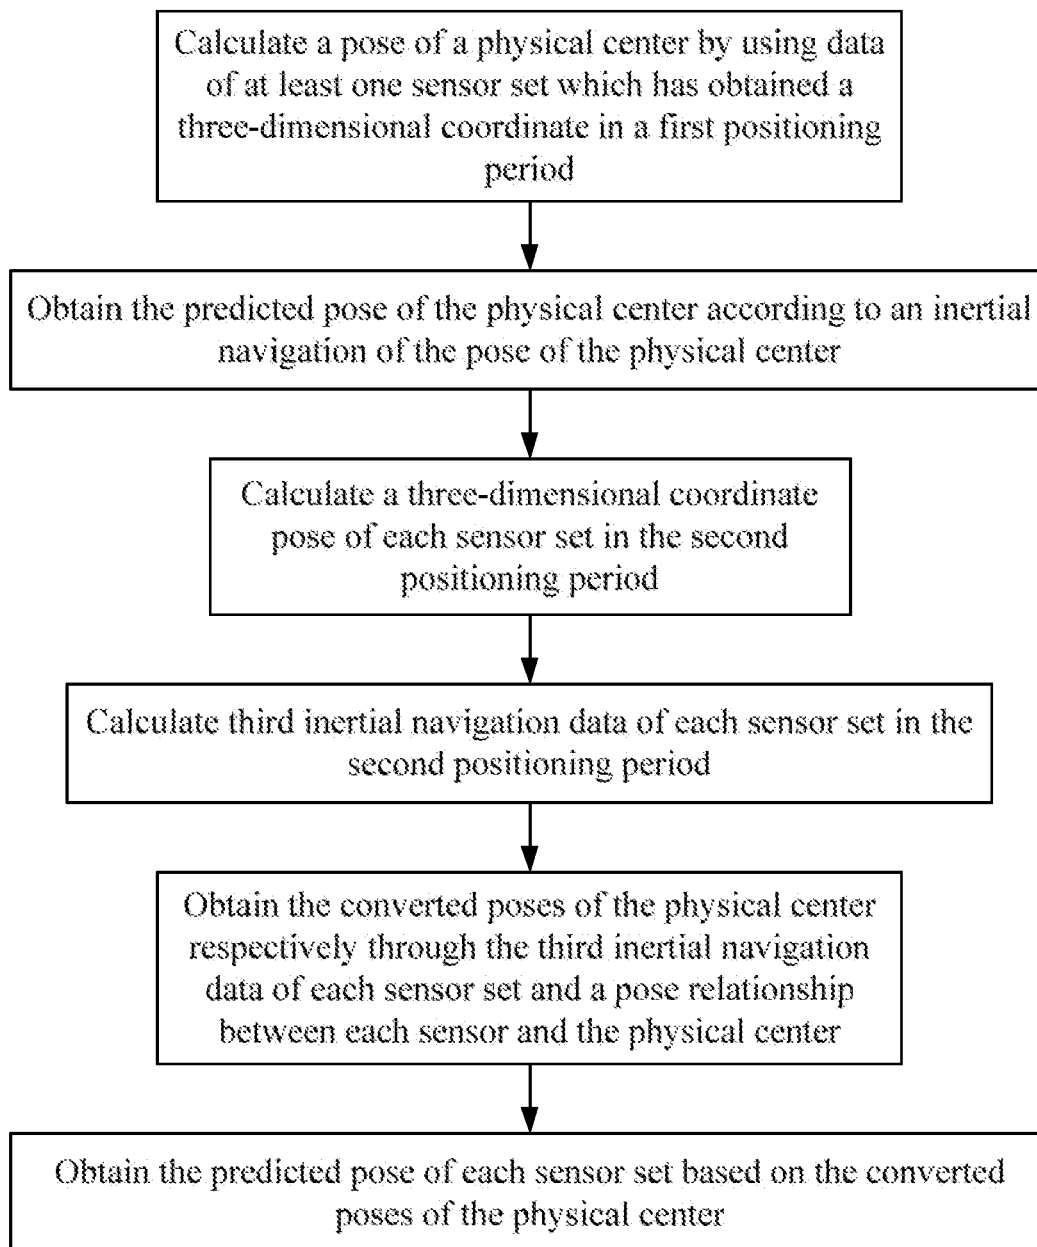 Calculate a pose of a physical center by using data
of at least one sensor set which has obtained a
three-dimensional coordinate in a first positioning
period
Obtain the predicted pose of the physical center according to an inertial
navigation of the pose of the physical center
Calculate a three-dimensional coordinate
pose of each sensor set in the second
positioning period
Calculate third inertial navigation data of each sensor set in the
second positioning period
Obtain the converted poses of the physical center
respectively through the third inertial navigation
data of each sensor set and a pose relationship
between each sensor and the physical center
Obtain the predicted pose of each sensor set based on the converted
poses of the physical center